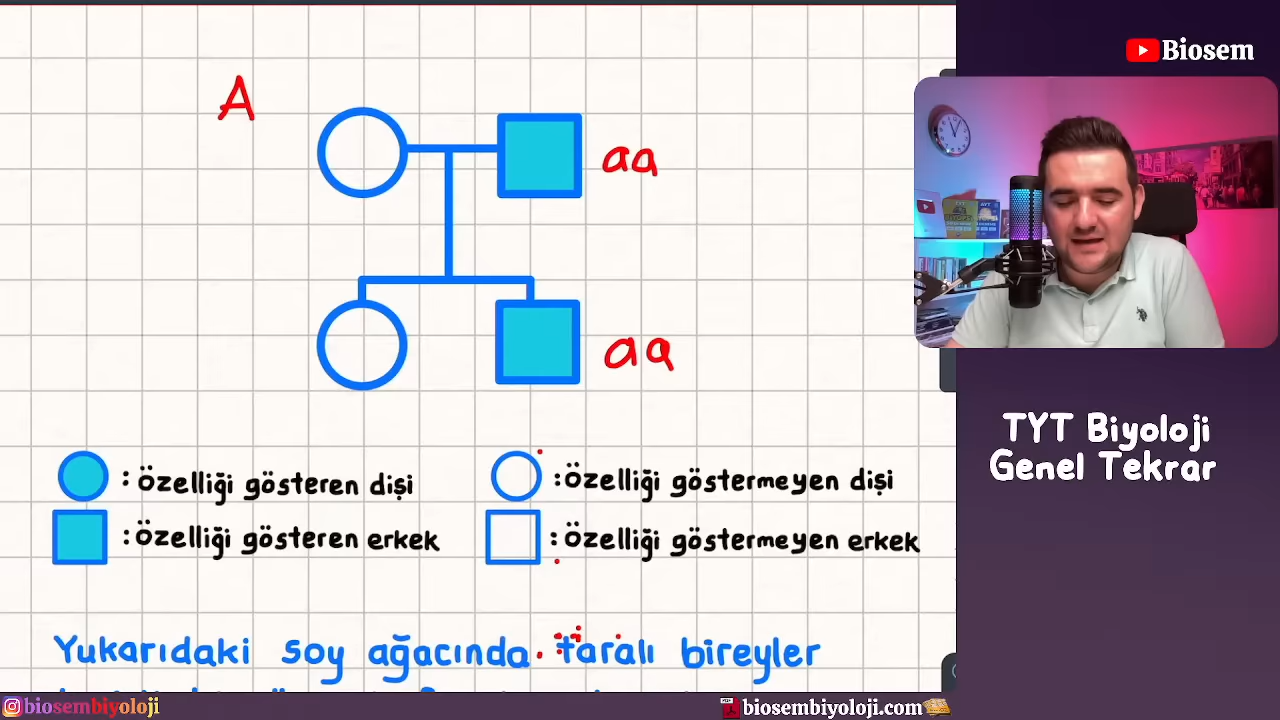 Biosem
A
aa
aa
:özelliği gösteren dişi
:özelliği göstermeyen dişi
:özelliği gösteren erkek
:özelliği göstermeyen erkek
TYT Biyoloji
Genel Tekrar
Yukarıdaki soy ağacında taralı bireyler
biosembiyoloji
biosembiyoloji.com